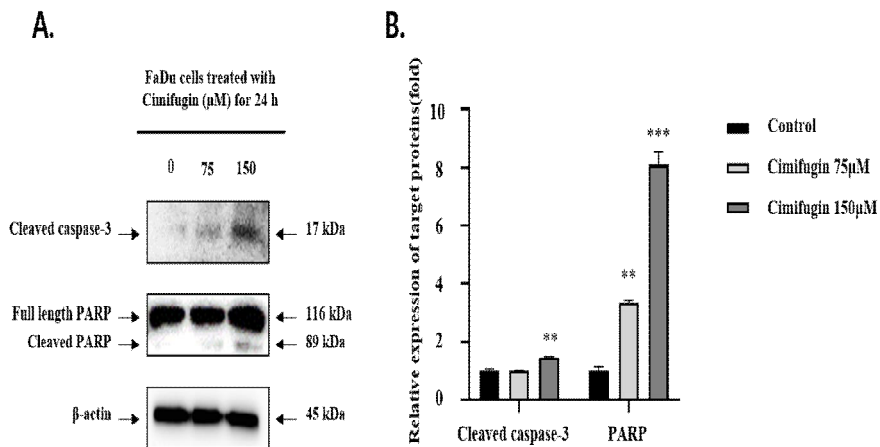 A.
FaDu cells treated with
Cimifugin (μM) for 24 h
0 75 150
Cleaved caspase-3 17 kDa
Full length PARP 116 kDa
Cleaved PARP 89 kDa
β-actin 45 kDa
B.
Relative expression of target proteins(fold)
10
8
6
4
2
0
**
**
***
Cleaved caspase-3 PARP
Control
Cimifugin 75μM
Cimifugin 150μM